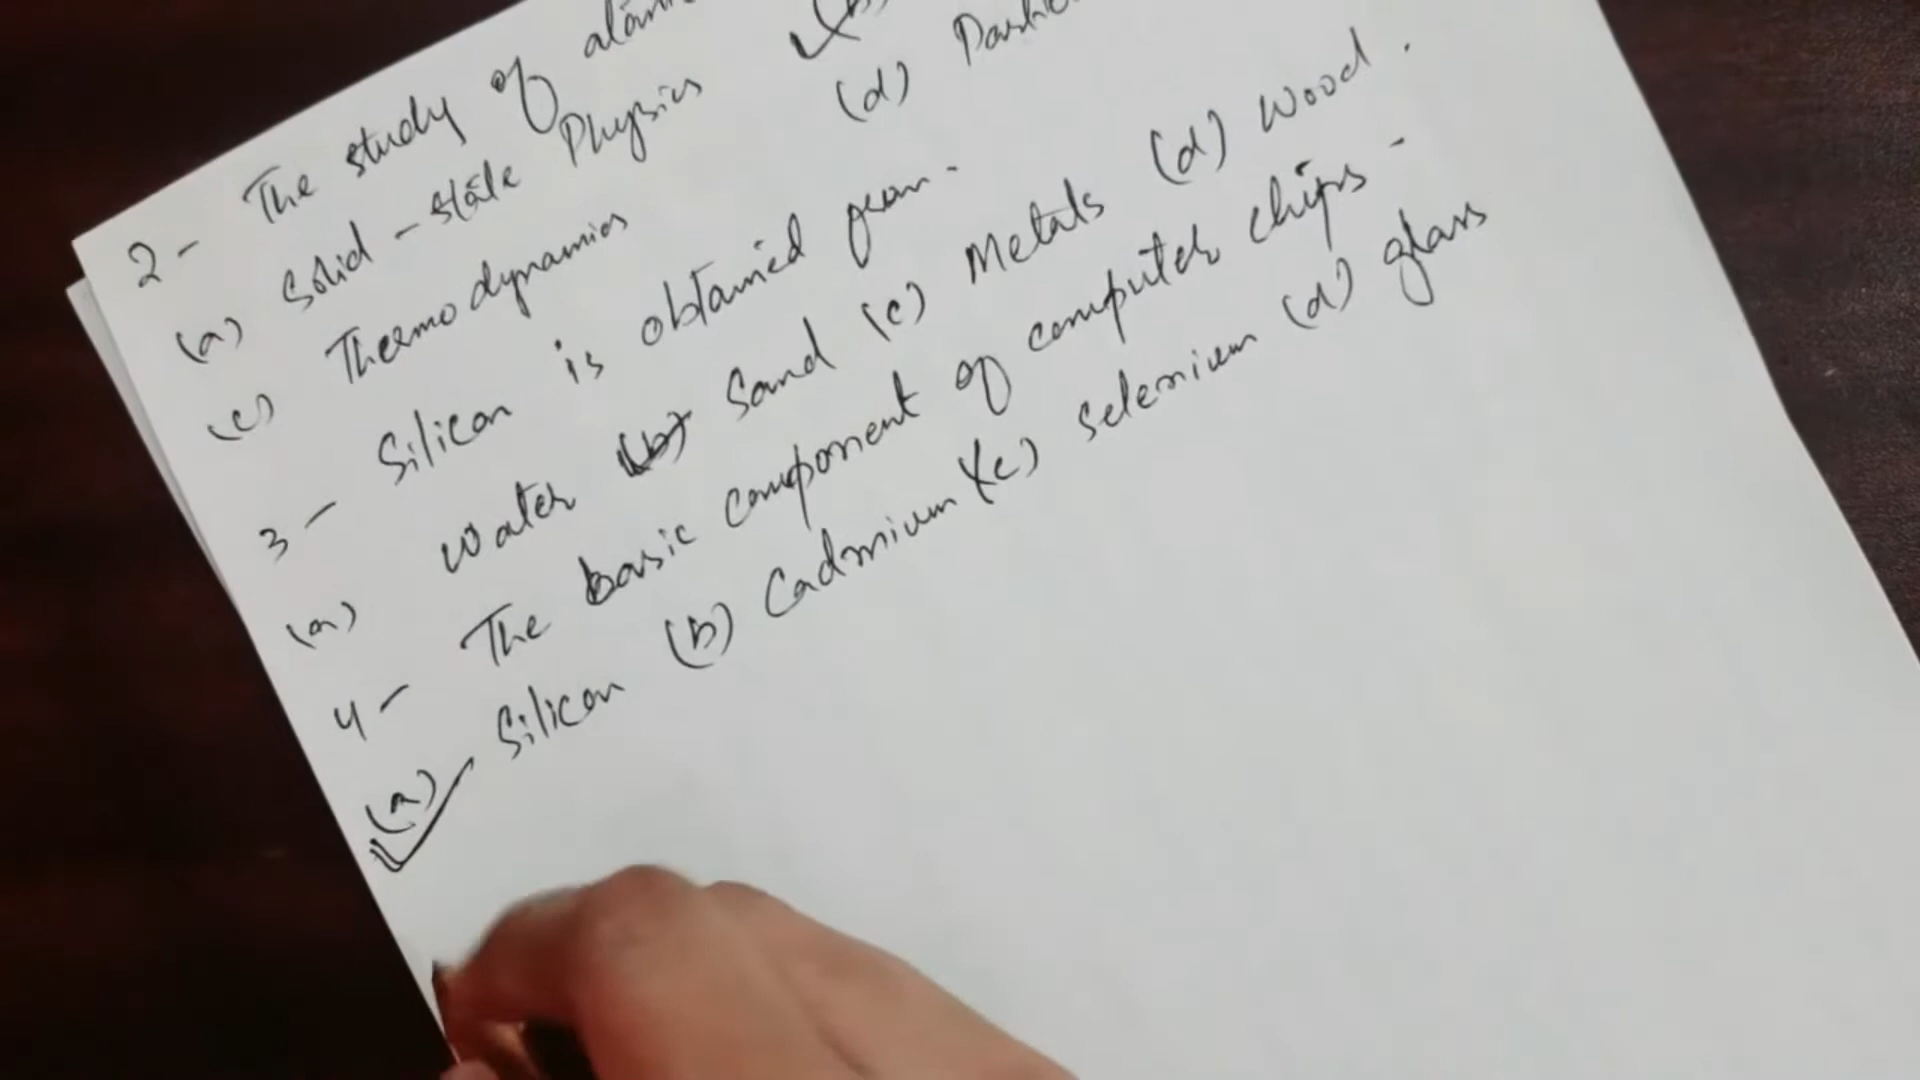 2- The study of
(a) Solid-state Physics (b)
(c) Thermodynamics (d)
3- Silicon is obtained from-
(a) Water (b) Sand (c) Metals (d) Wood.
4- The basic component of computer chips-
(a) Silicon (b) Cadmium (c) selenium (d) glass